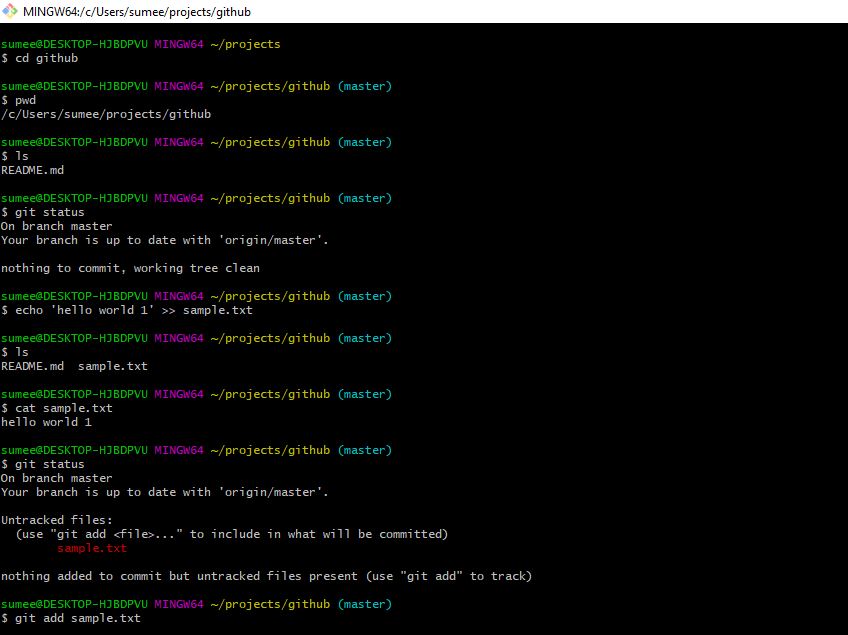 MINGW64:/c/Users/sumee/projects/github
sumee@DESKTOP-HJBDPVU MINGW64 ~/projects
$ cd github
sumee@DESKTOP-HJBDPVU MINGW64 ~/projects/github (master)
$ pwd
/c/Users/sumee/projects/github
sumee@DESKTOP-HJBDPVU MINGW64 ~/projects/github (master)
$ ls
README.md
sumee@DESKTOP-HJBDPVU MINGW64 ~/projects/github (master)
$ git status
On branch master
Your branch is up to date with 'origin/master'.
nothing to commit, working tree clean
sumee@DESKTOP-HJBDPVU MINGW64 ~/projects/github (master)
$ echo 'hello world 1' >> sample.txt
sumee@DESKTOP-HJBDPVU MINGW64 ~/projects/github (master)
$ ls
README.md  sample.txt
sumee@DESKTOP-HJBDPVU MINGW64 ~/projects/github (master)
$ cat sample.txt
hello world 1
sumee@DESKTOP-HJBDPVU MINGW64 ~/projects/github (master)
$ git status
On branch master
Your branch is up to date with 'origin/master'.
Untracked files:
  (use "git add <file>..." to include in what will be committed)
        sample.txt
nothing added to commit but untracked files present (use "git add" to track)
sumee@DESKTOP-HJBDPVU MINGW64 ~/projects/github (master)
$ git add sample.txt